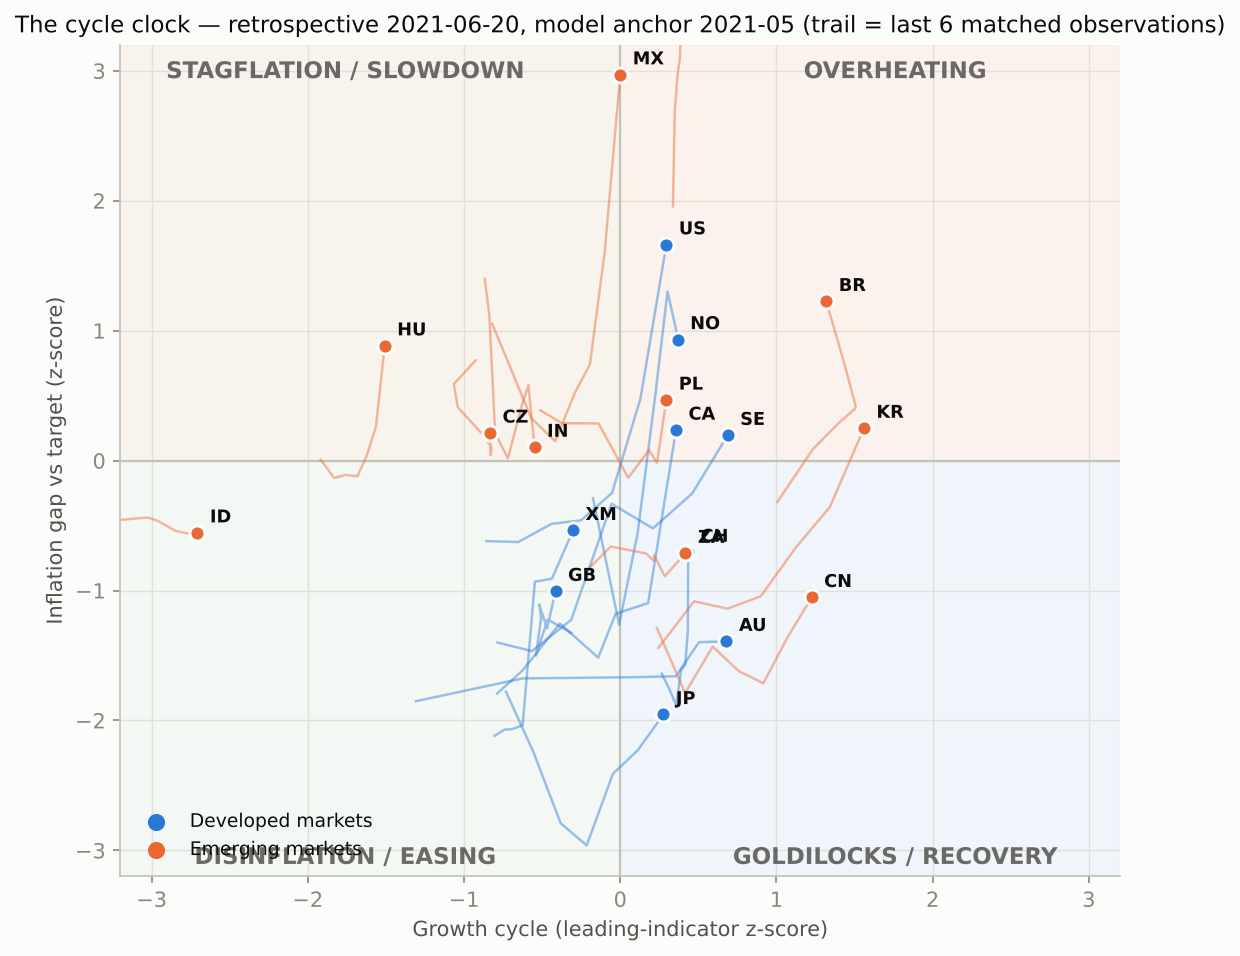 The cycle clock — retrospective 2021-06-20, model anchor 2021-05 (trail = last 6 matched observations)
STAGFLATION / SLOWDOWN
OVERHEATING
MX
US
BR
NO
HU
PL
CA
SE
KR
CZ
IN
ID
XM
ZA
CH
GB
CN
AU
JP
Developed markets
Emerging markets
DISINFLATION / EASING
GOLDILOCKS / RECOVERY
3
2
1
0
−1
−2
−3
−3
−2
−1
0
1
2
3
Inflation gap vs target (z-score)
Growth cycle (leading-indicator z-score)